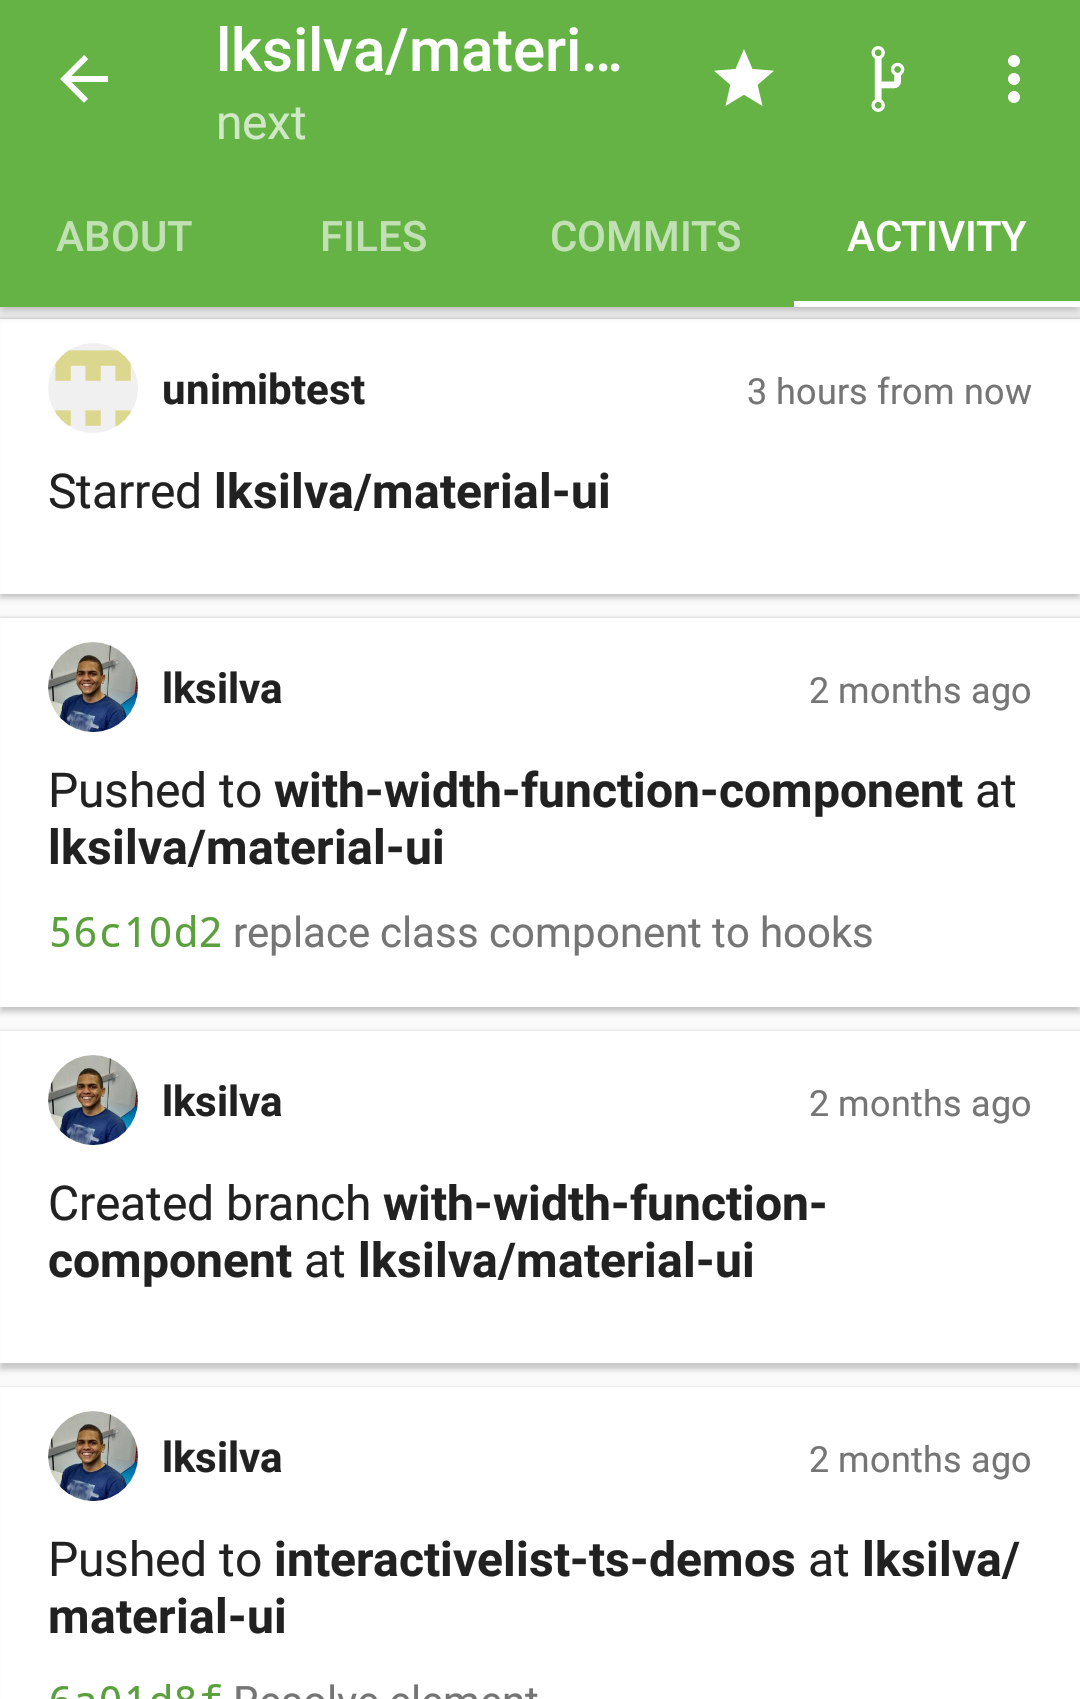 lksilva/materi...
next
ABOUT FILES COMMITS ACTIVITY
unimibtest 3 hours from now
Starred lksilva/material-ui
lksilva 2 months ago
Pushed to with-width-function-component at
lksilva/material-ui
56c10d2 replace class component to hooks
lksilva 2 months ago
Created branch with-width-function-
component at lksilva/material-ui
lksilva 2 months ago
Pushed to interactivelist-ts-demos at lksilva/
material-ui
6a01d8f Resolve element